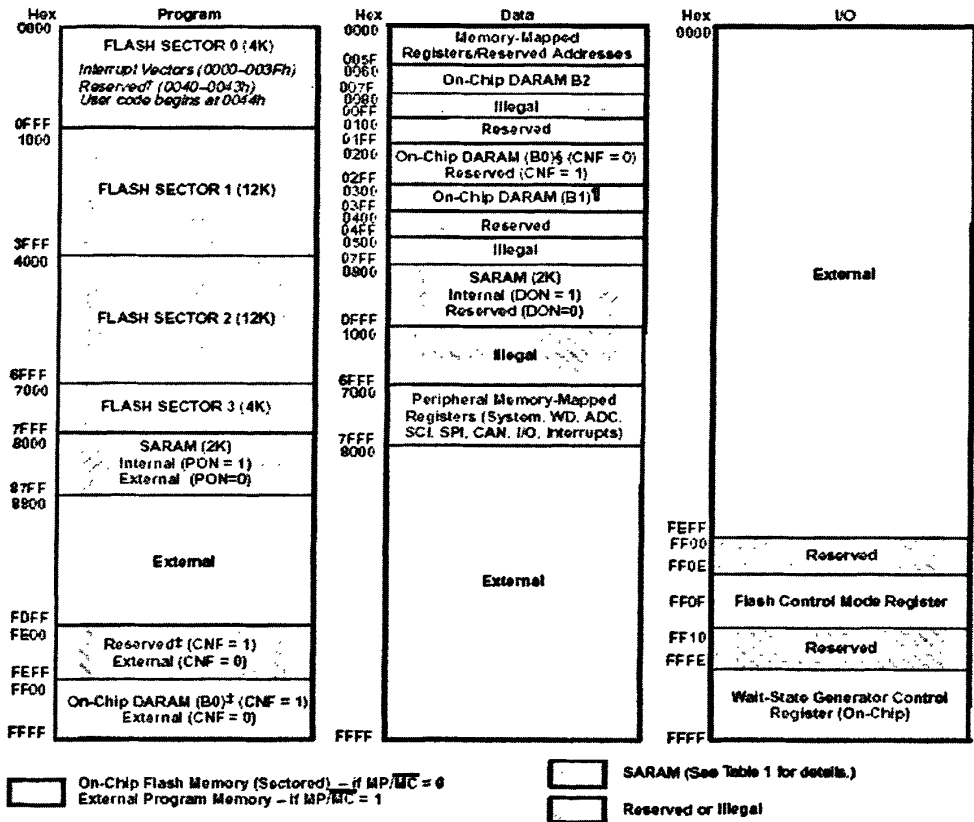 Hex Program
0000
FLASH SECTOR 0 (4K)
Interrupt Vectors (0000–003Fh)
Reserved† (0040–0043h)
User code begins at 0044h
0FFF
1000
FLASH SECTOR 1 (12K)
3FFF
4000
FLASH SECTOR 2 (12K)
6FFF
7000
FLASH SECTOR 3 (4K)
7FFF
8000
SARAM (2K)
Internal (PON = 1)
External (PON=0)
87FF
8800
External
FDFF
FE00
Reserved‡ (CNF = 1)
External (CNF = 0)
FEFF
FF00
On-Chip DARAM (B0)‡ (CNF = 1)
External (CNF = 0)
FFFF
Hex Data
0000
Memory-Mapped
Registers/Reserved Addresses
005F
0060
On-Chip DARAM B2
007F
0080
Illegal
00FF
0100
Reserved
01FF
0200
On-Chip DARAM (B0)§ (CNF = 0)
Reserved (CNF = 1)
02FF
0300
On-Chip DARAM (B1)¶
03FF
0400
Reserved
04FF
0500
Illegal
07FF
0800
SARAM (2K)
Internal (DON = 1)
Reserved (DON=0)
0FFF
1000
Illegal
6FFF
7000
Peripheral Memory-Mapped
Registers (System, WD, ADC,
SCI, SPI, CAN, I/O, Interrupts)
7FFF
8000
External
FFFF
Hex I/O
0000
External
FEFF
FF00
Reserved
FF0E
FF0F Flash Control Mode Register
FF10
Reserved
FFFE
Wait-State Generator Control
Register (On-Chip)
FFFF
On-Chip Flash Memory (Sectored) – if MP/MC = 0
External Program Memory – if MP/MC = 1
SARAM (See Table 1 for details.)
Reserved or Illegal